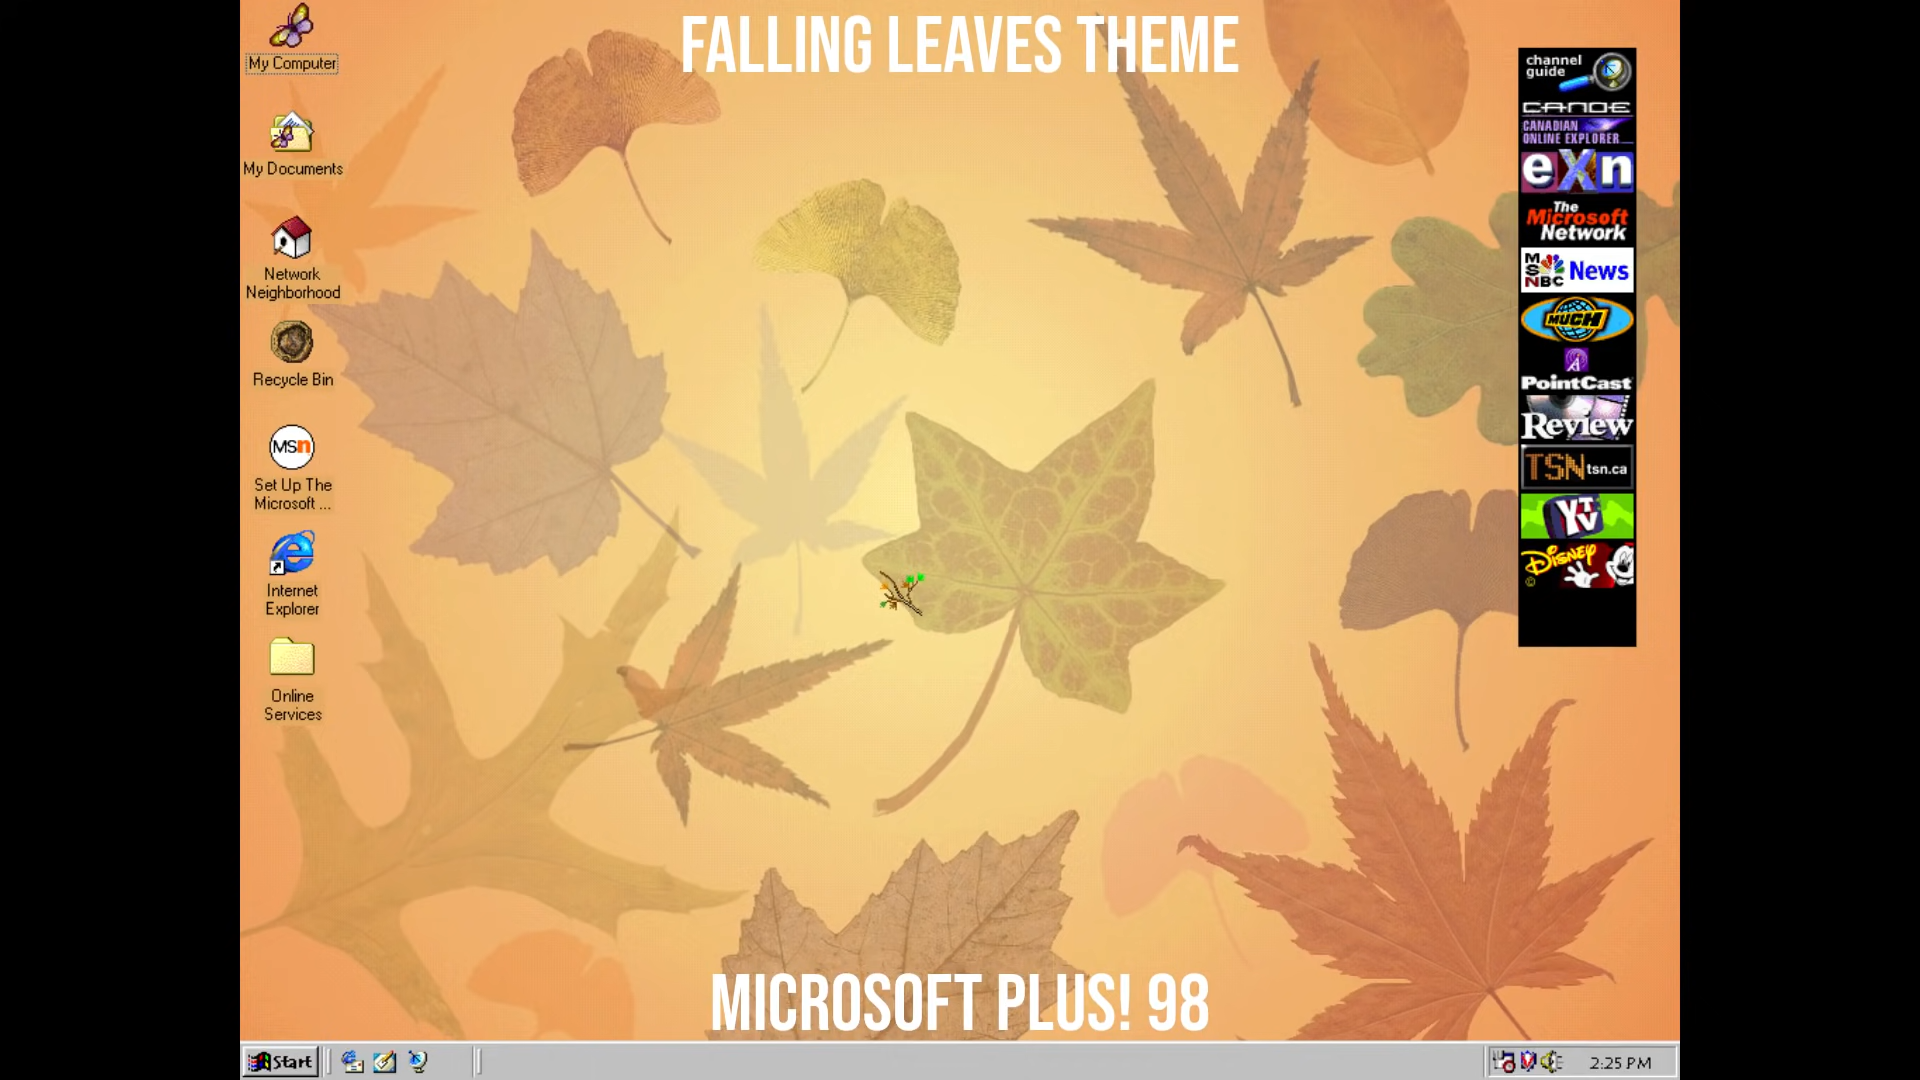 FALLING LEAVES THEME
My Computer
My Documents
Network
Neighborhood
Recycle Bin
MSn
Set Up The
Microsoft ...
Internet
Explorer
Online
Services
channel
guide
CANOE
CANADIAN
ONLINE EXPLORER
eXn
The
Microsoft
Network
MSNBC News
MUCH
PointCast
Review
TSN tsn.ca
YTV
Disney
©
MICROSOFT PLUS! 98
Start
2:25 PM